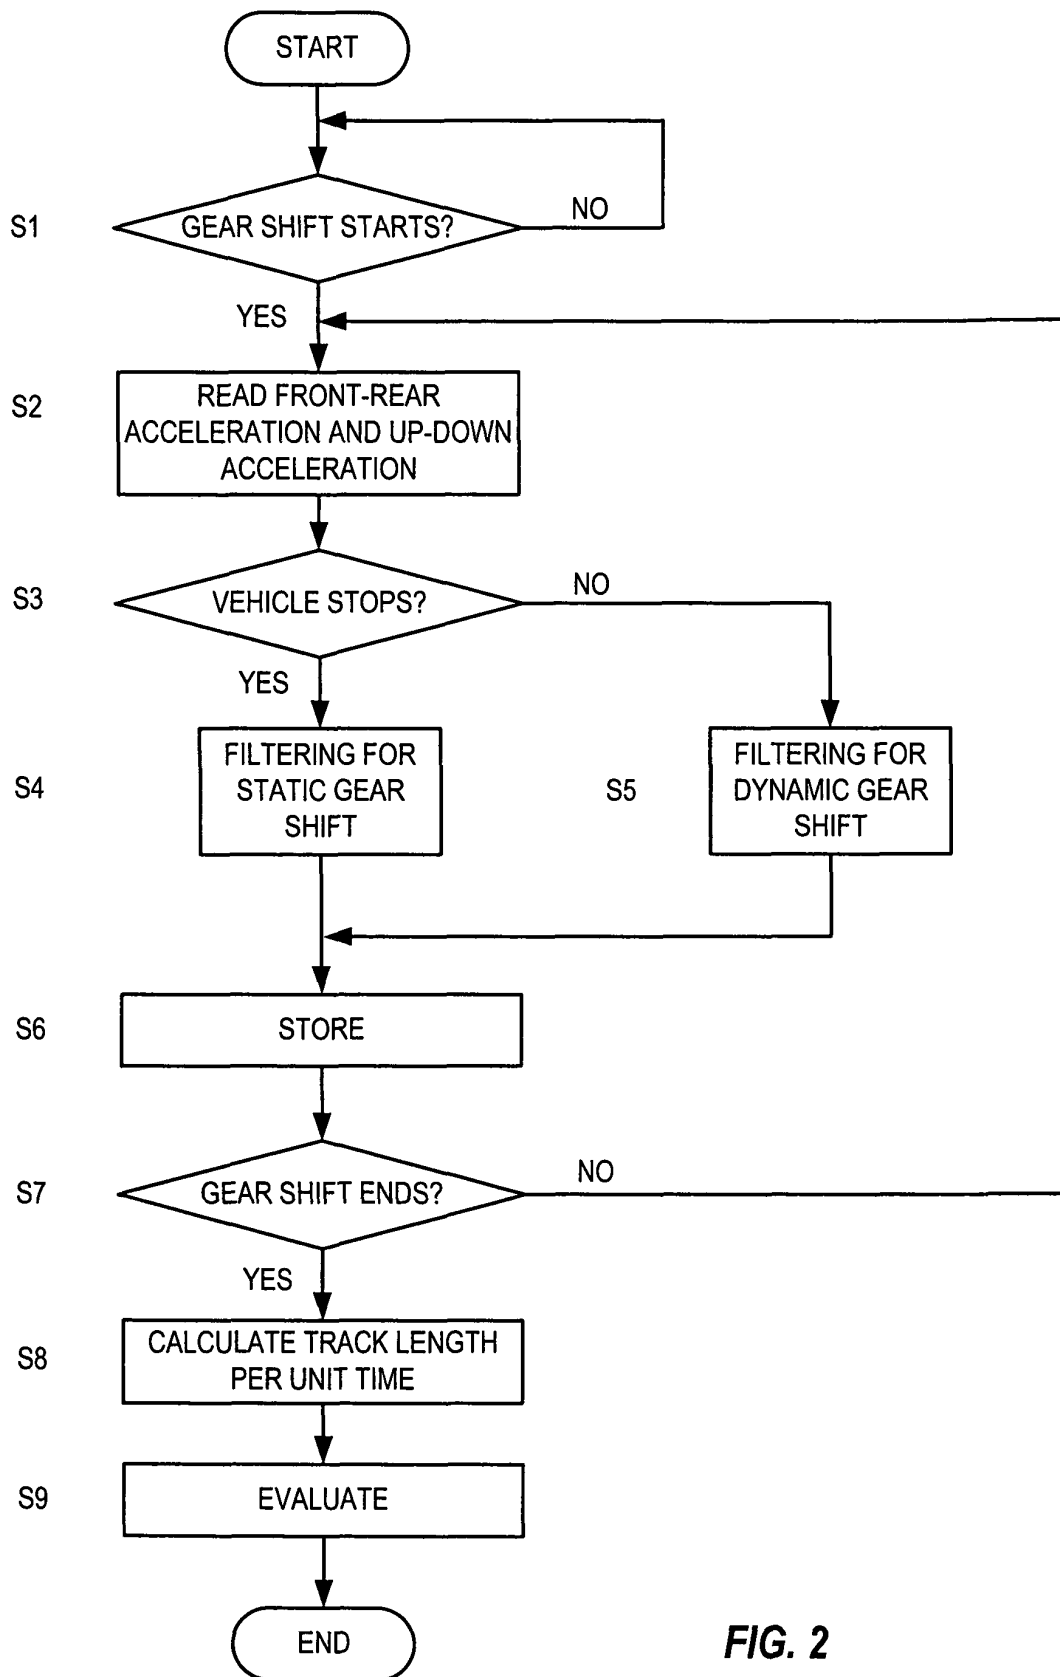 START
S1
GEAR SHIFT STARTS?
NO
YES
S2
READ FRONT-REAR
ACCELERATION AND UP-DOWN
ACCELERATION
S3
VEHICLE STOPS?
NO
YES
S4
FILTERING FOR
STATIC GEAR
SHIFT
S5
FILTERING FOR
DYNAMIC GEAR
SHIFT
S6
STORE
S7
GEAR SHIFT ENDS?
NO
YES
S8
CALCULATE TRACK LENGTH
PER UNIT TIME
S9
EVALUATE
END
FIG. 2